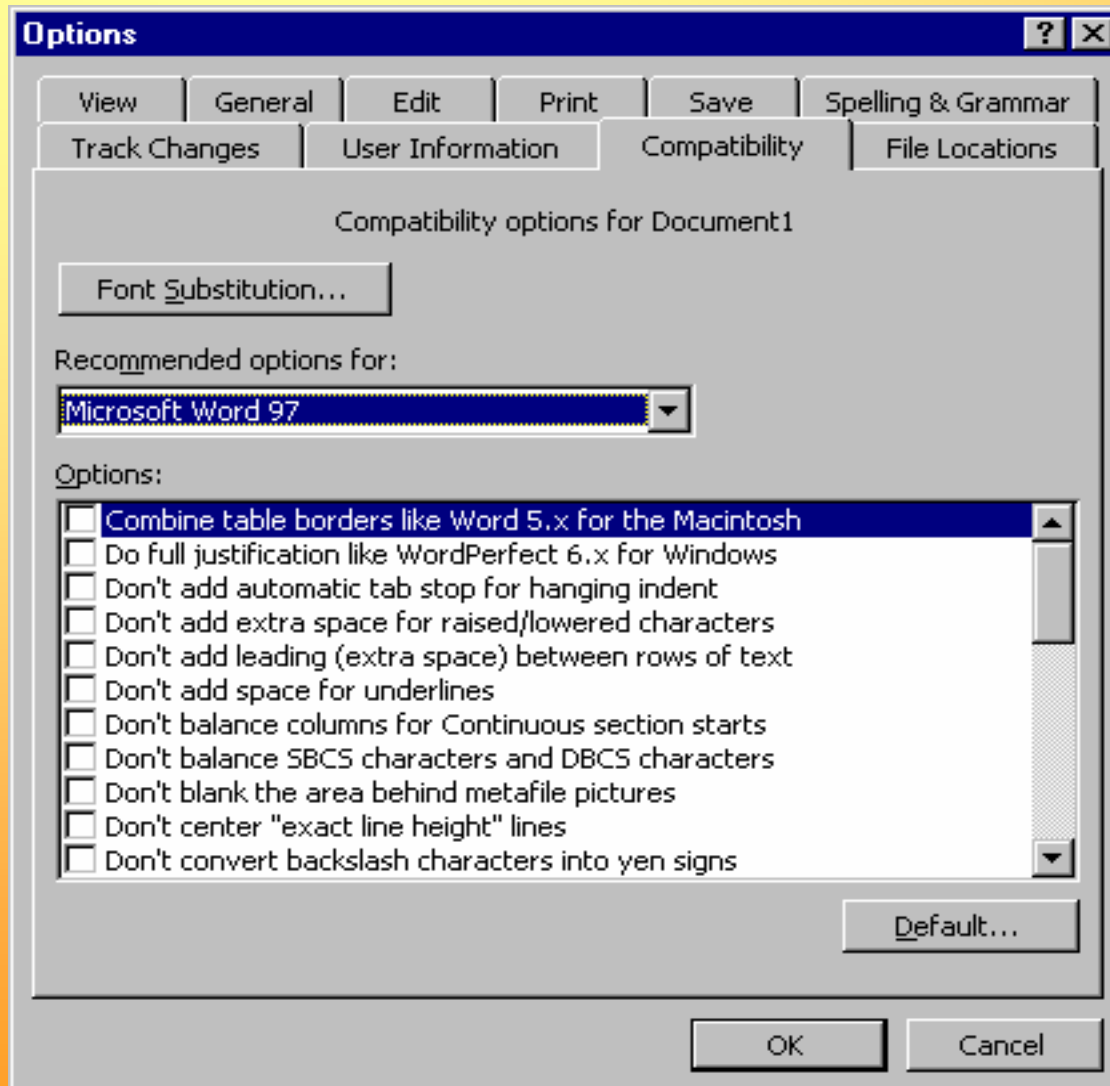 Options
View General Edit Print Save Spelling & Grammar
Track Changes User Information Compatibility File Locations
Compatibility options for Document1
Font Substitution...
Recommended options for:
Microsoft Word 97
Options:
Combine table borders like Word 5.x for the Macintosh
Do full justification like WordPerfect 6.x for Windows
Don't add automatic tab stop for hanging indent
Don't add extra space for raised/lowered characters
Don't add leading (extra space) between rows of text
Don't add space for underlines
Don't balance columns for Continuous section starts
Don't balance SBCS characters and DBCS characters
Don't blank the area behind metafile pictures
Don't center "exact line height" lines
Don't convert backslash characters into yen signs
Default...
OK Cancel